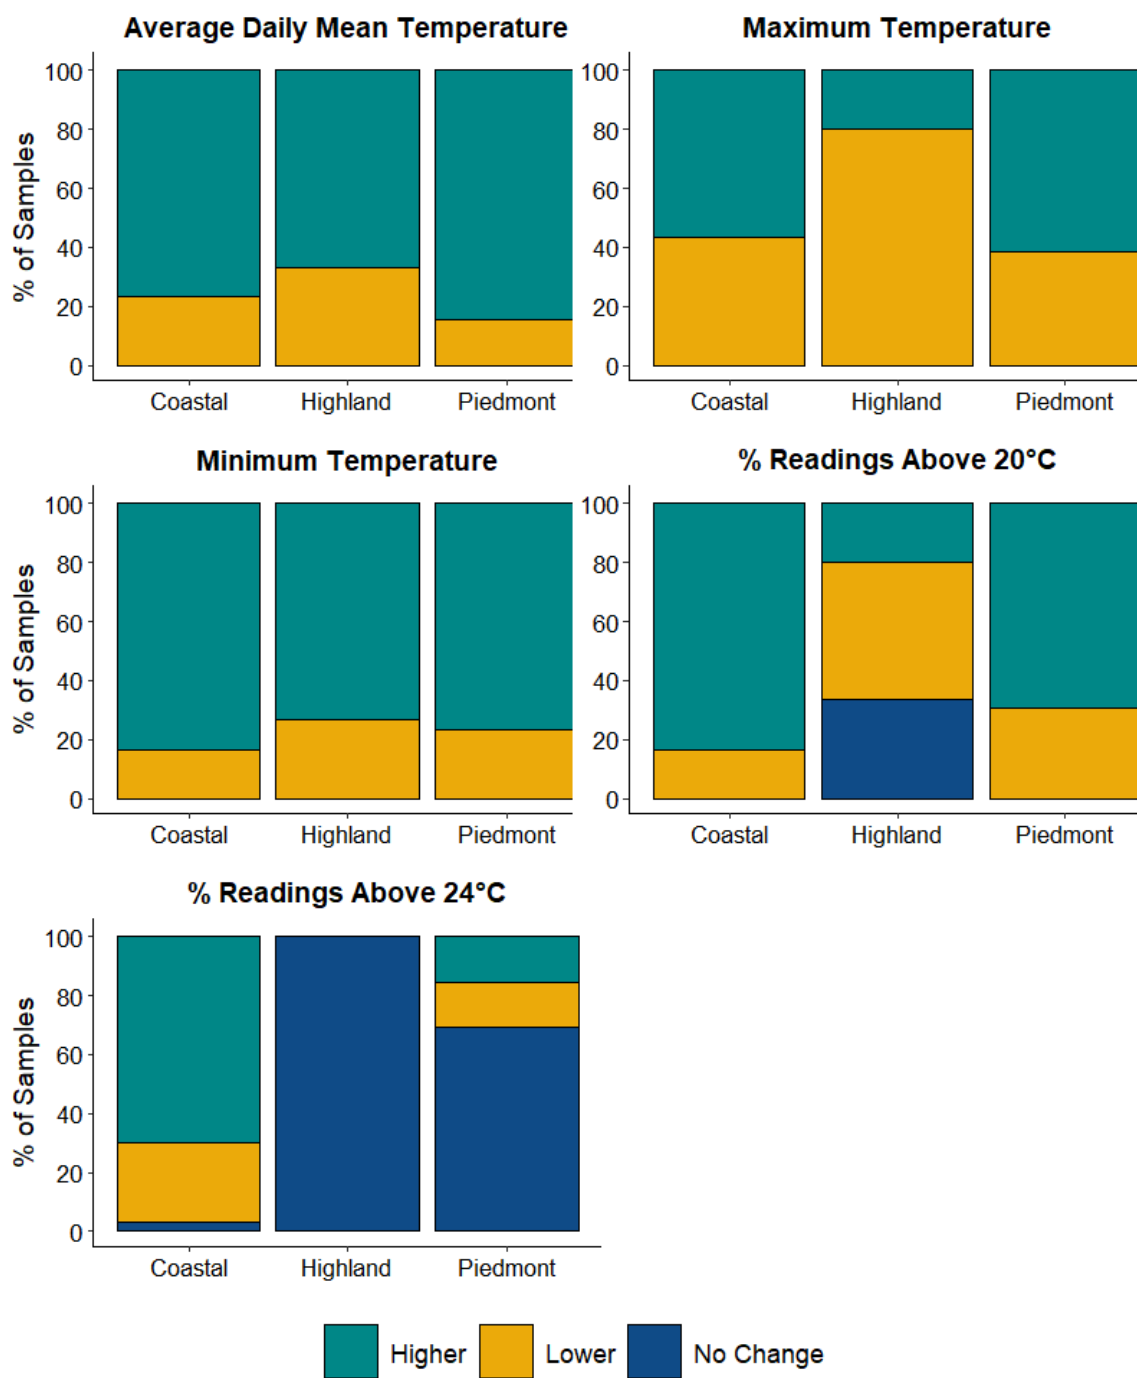 Average Daily Mean Temperature
% of Samples
100
80
60
40
20
0
Coastal Highland Piedmont
Maximum Temperature
100
80
60
40
20
0
Coastal Highland Piedmont
Minimum Temperature
% of Samples
100
80
60
40
20
0
Coastal Highland Piedmont
% Readings Above 20°C
100
80
60
40
20
0
Coastal Highland Piedmont
% Readings Above 24°C
% of Samples
100
80
60
40
20
0
Coastal Highland Piedmont
Higher Lower No Change